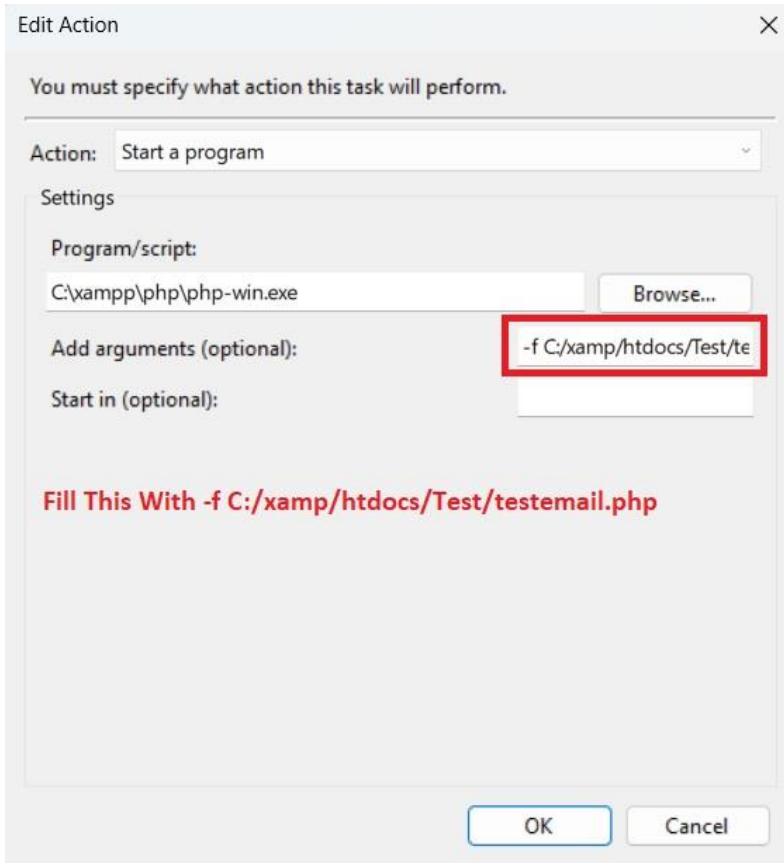 Edit Action
You must specify what action this task will perform.
Action: Start a program
Settings
Program/script:
C:\xampp\php\php-win.exe Browse...
Add arguments (optional): -f C:/xamp/htdocs/Test/te
Start in (optional):
Fill This With -f C:/xamp/htdocs/Test/testemail.php
OK Cancel